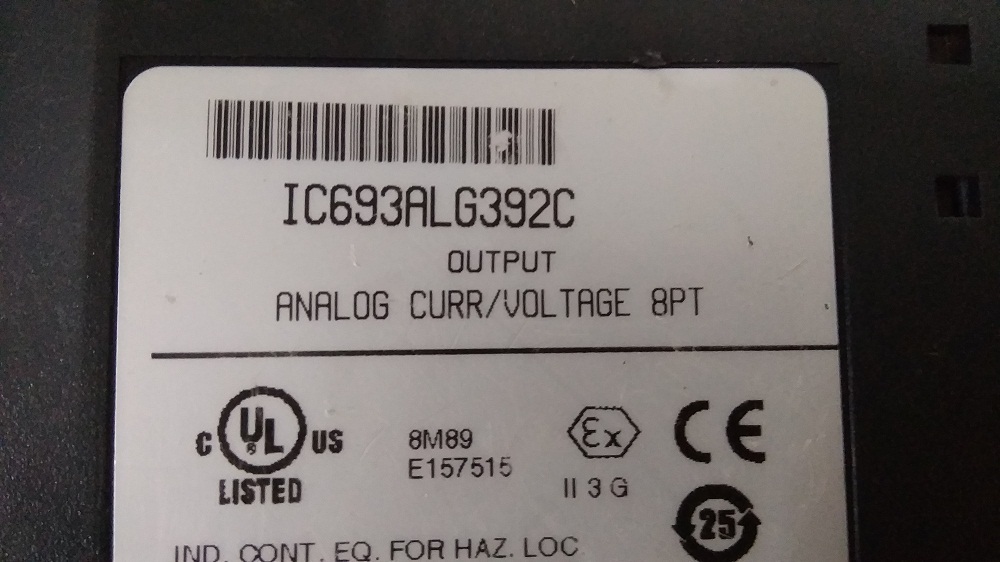 IC693ALG392C
OUTPUT
ANALOG CURR/VOLTAGE 8PT
C UL US
LISTED
8M89
E157515
Ex
II 3 G
CE
25
IND. CONT. EQ. FOR HAZ. LOC